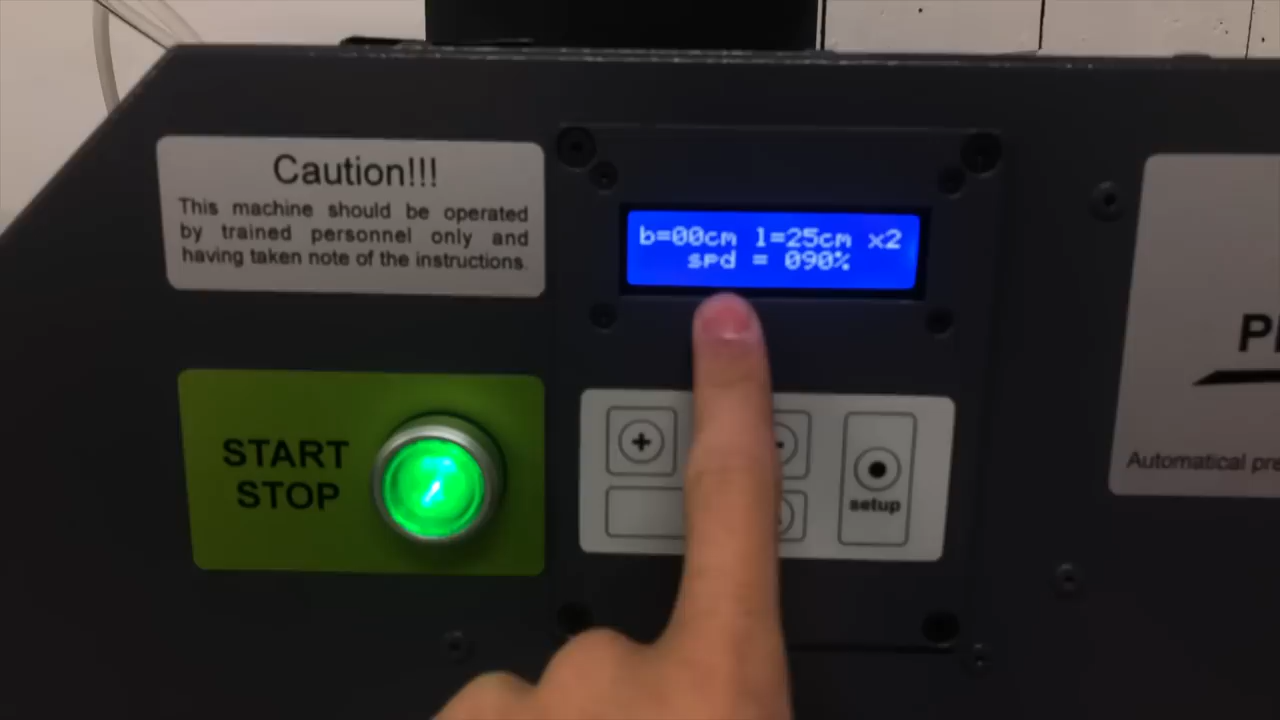 Caution!!!
This machine should be operated
by trained personnel only and
having taken note of the instructions.
b=00cm l=25cm x2
spd = 090%
START
STOP
+
setup
Automatical